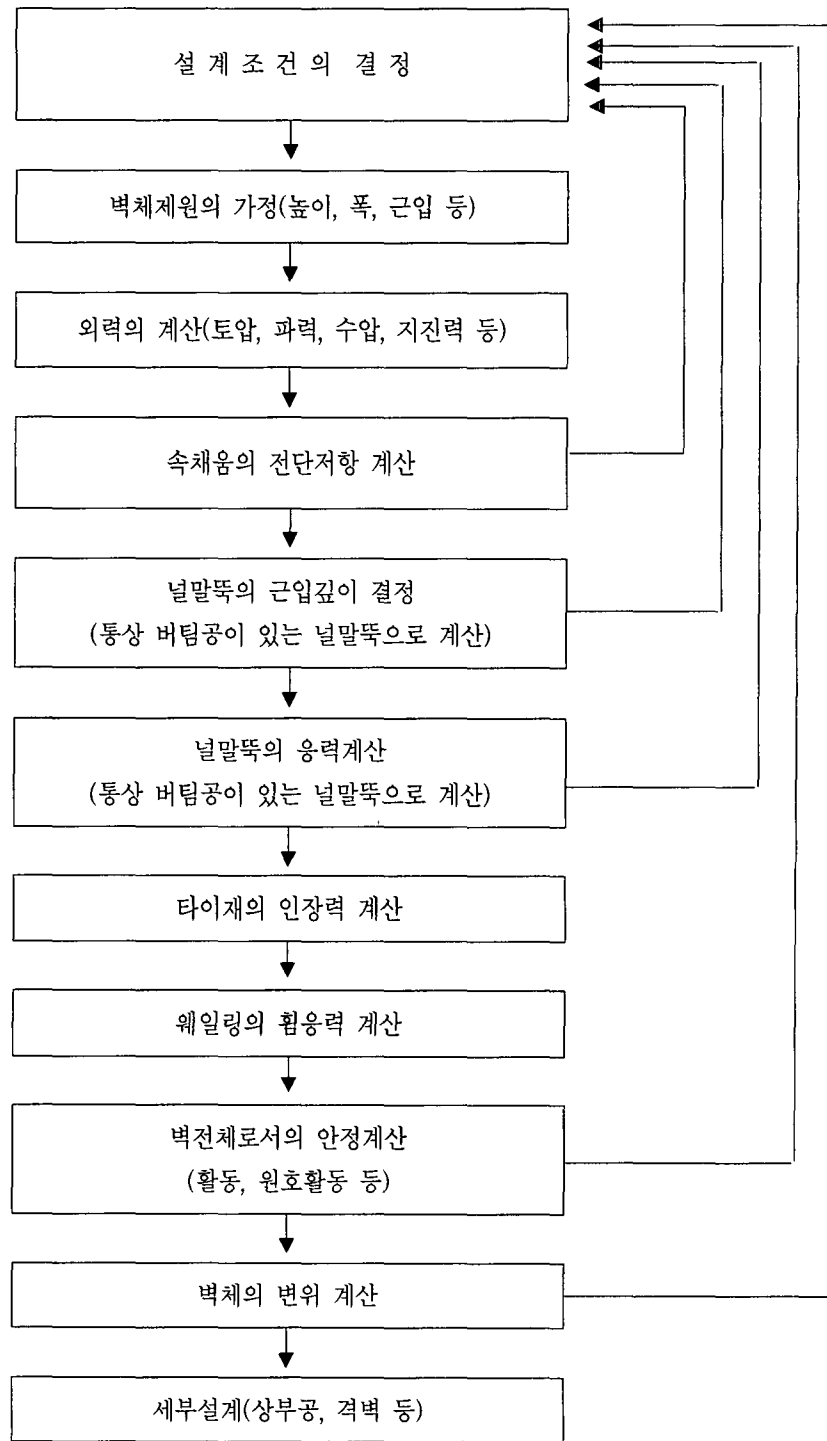 설 계 조 건 의 결 정
벽체제원의 가정(높이, 폭, 근입 등)
외력의 계산(토압, 파력, 수압, 지진력 등)
속채움의 전단저항 계산
널말뚝의 근입깊이 결정
(통상 버팀공이 있는 널말뚝으로 계산)
널말뚝의 응력계산
(통상 버팀공이 있는 널말뚝으로 계산)
타이재의 인장력 계산
웨일링의 휨응력 계산
벽전체로서의 안정계산
(활동, 원호활동 등)
벽체의 변위 계산
세부설계(상부공, 격벽 등)